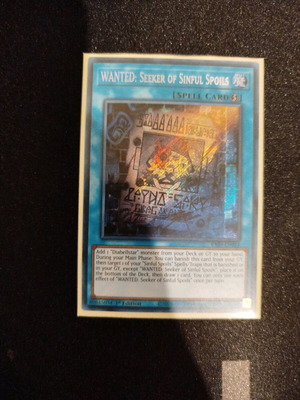 WANTED: SEEKER OF SINFUL SPOILS
[SPELL CARD]
Add 1 "Diabellstar" monster from your Deck or GY to your hand.
During your Main Phase: You can banish this card from your GY,
then target 1 of your "Sinful Spoils" Spells/Traps that is banished or
in your GY, except "WANTED: Seeker of Sinful Spoils"; place it on
the bottom of the Deck, then draw 1 card. You can only use each
effect of "WANTED: Seeker of Sinful Spoils" once per turn.
1st Edition